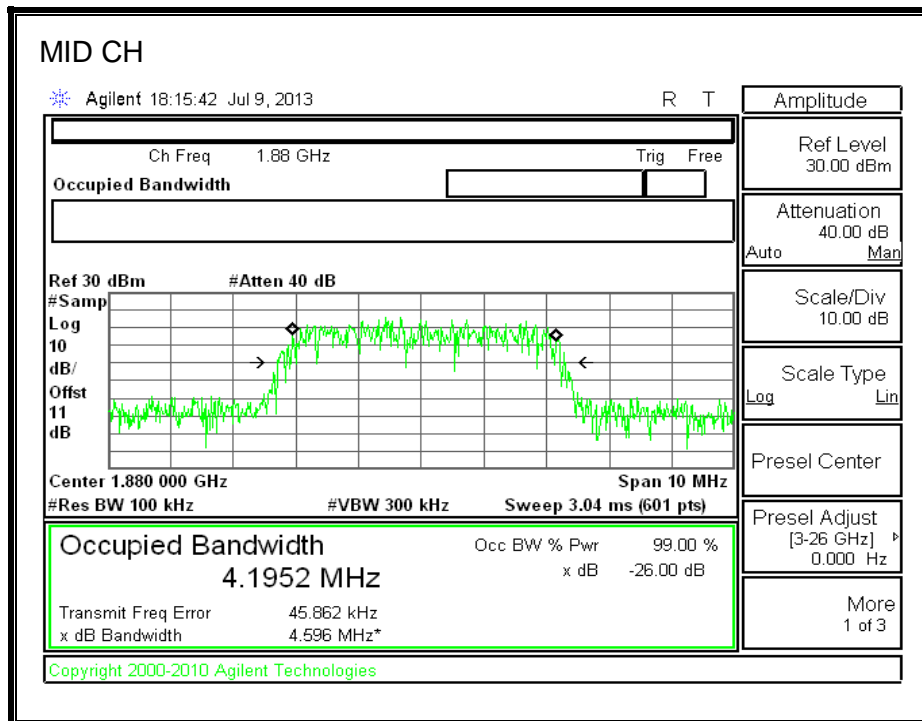 MID CH
Agilent 18:15:42 Jul 9, 2013 R T
Ch Freq 1.88 GHz Trig Free
Occupied Bandwidth
Ref 30 dBm #Atten 40 dB
#Samp
Log
10
dB/
Offst
11
dB
Center 1.880 000 GHz Span 10 MHz
#Res BW 100 kHz #VBW 300 kHz Sweep 3.04 ms (601 pts)
Occupied Bandwidth Occ BW % Pwr 99.00 %
4.1952 MHz x dB -26.00 dB
Transmit Freq Error 45.862 kHz
x dB Bandwidth 4.596 MHz*
Copyright 2000-2010 Agilent Technologies
Amplitude
Ref Level
30.00 dBm
Attenuation
40.00 dB
Auto Man
Scale/Div
10.00 dB
Scale Type
Log Lin
Presel Center
Presel Adjust
[3-26 GHz]
0.000 Hz
More
1 of 3